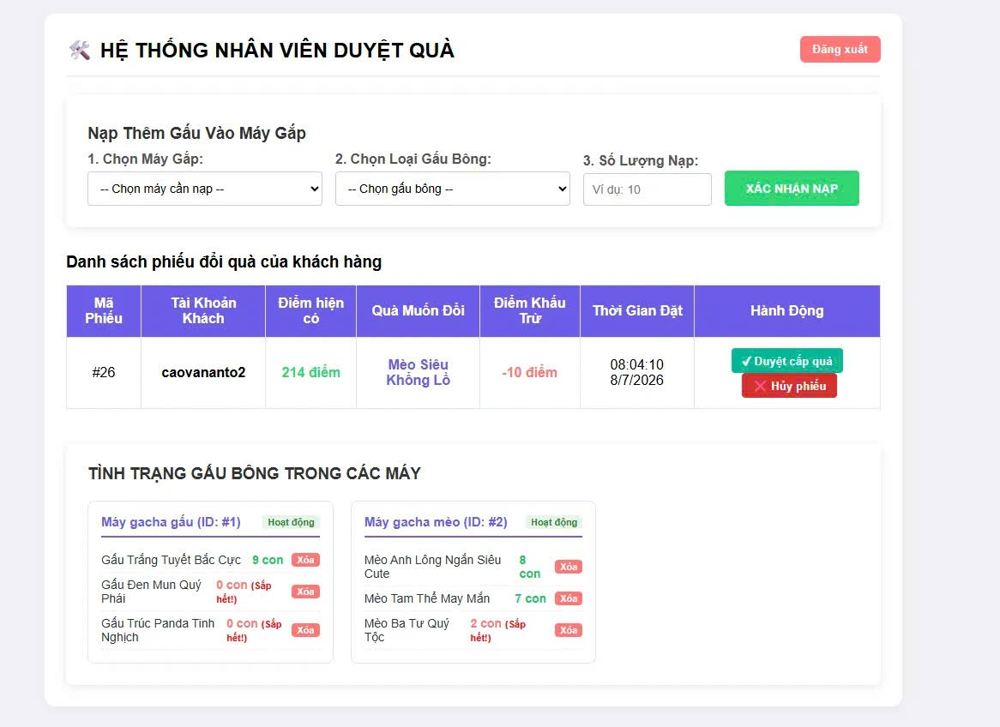 HỆ THỐNG NHÂN VIÊN DUYỆT QUÀ
Đăng xuất
Nạp Thêm Gấu Vào Máy Gắp
1. Chọn Máy Gắp:
2. Chọn Loại Gấu Bông:
3. Số Lượng Nạp:
-- Chọn máy cần nạp --
-- Chọn gấu bông --
Ví dụ: 10
XÁC NHẬN NẠP
Danh sách phiếu đổi quà của khách hàng
Mã
Phiếu
Tài Khoản
Khách
Điểm hiện
có
Quà Muốn Đổi
Điểm Khấu
Trừ
Thời Gian Đặt
Hành Động
#26
caovananto2
214 điểm
Mèo Siêu
Khổng Lồ
-10 điểm
08:04:10
8/7/2026
✓ Duyệt cấp quà
❌ Hủy phiếu
TÌNH TRẠNG GẤU BÔNG TRONG CÁC MÁY
Máy gacha gấu (ID: #1)
Hoạt động
Gấu Trắng Tuyết Bắc Cực
9 con
Xóa
Gấu Đen Mun Quý
Phái
0 con (Sắp
hết!)
Xóa
Gấu Trúc Panda Tinh
Nghịch
0 con (Sắp
hết!)
Xóa
Máy gacha mèo (ID: #2)
Hoạt động
Mèo Anh Lông Ngắn Siêu
Cute
8
con
Xóa
Mèo Tam Thể May Mắn
7 con
Xóa
Mèo Ba Tư Quý
Tộc
2 con (Sắp
hết!)
Xóa